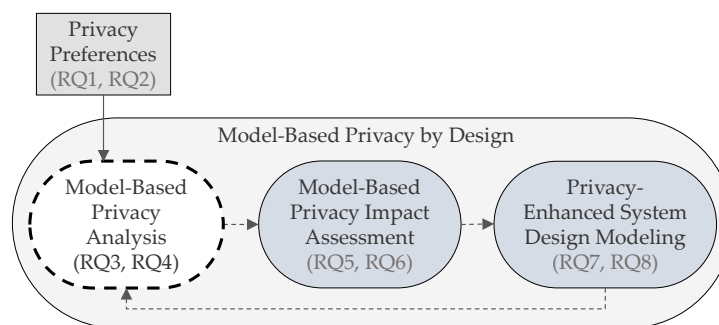 Privacy
Preferences
(RQ1, RQ2)
Model-Based Privacy by Design
Model-Based
Privacy
Analysis
(RQ3, RQ4)
Model-Based
Privacy Impact
Assessment
(RQ5, RQ6)
Privacy-
Enhanced System
Design Modeling
(RQ7, RQ8)